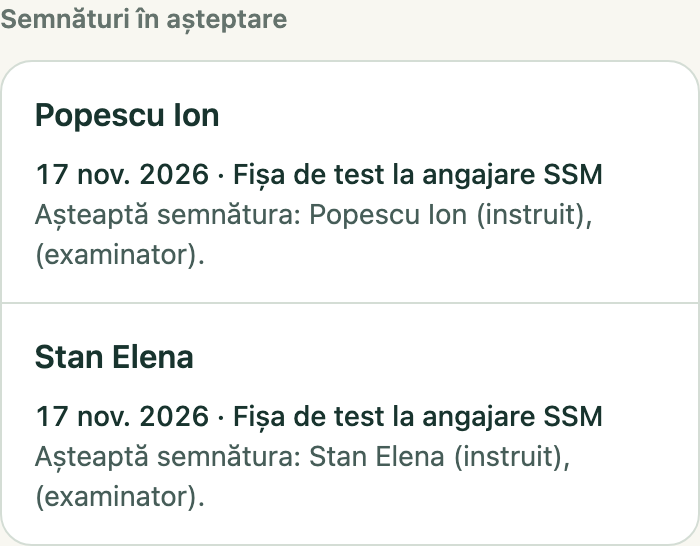 Semnături în așteptare
Popescu Ion
17 nov. 2026 · Fișa de test la angajare SSM
Așteaptă semnătura: Popescu Ion (instruit),
(examinator).
Stan Elena
17 nov. 2026 · Fișa de test la angajare SSM
Așteaptă semnătura: Stan Elena (instruit),
(examinator).